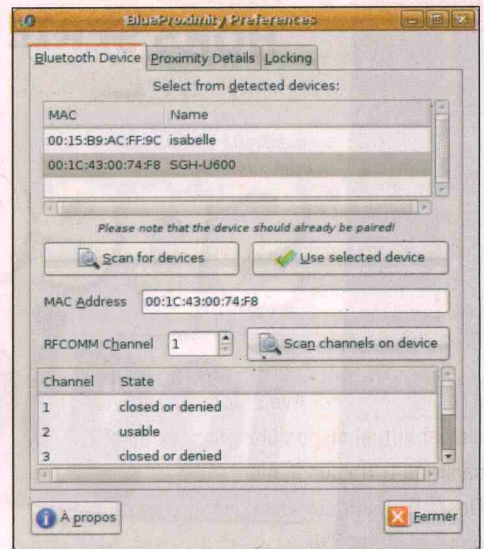 BlueProximity Preferences
Bluetooth Device Proximity Details Locking
Select from detected devices:
MAC Name
00:15:B9:AC:FF:9C isabelle
00:1C:43:00:74:F8 SGH-U600
Please note that the device should already be paired!
Scan for devices Use selected device
MAC Address 00:1C:43:00:74:F8
RFCOMM Channel 1 Scan channels on device
Channel State
1 closed or denied
2 usable
3 closed or denied
À propos Fermer